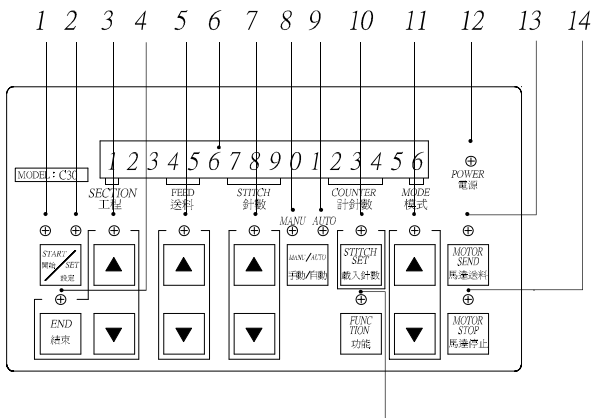 1 2 3 4 5 6 7 8 9 10 11 12 13 14
1 2 3 4 5 6 7 8 9 0 1 2 3 4 5 6
MODEL : C30
POWER
電源
SECTION FEED STITCH COUNTER MODE
工程 送料 針數 計針數 模式
MANU AUTO
START
開始
SET
設定
MANU/AUTO
手動/自動
STITCH
SET
載入針數
MOTOR
SEND
馬達送料
END
結束
FUNC
TION
功能
MOTOR
STOP
馬達停止